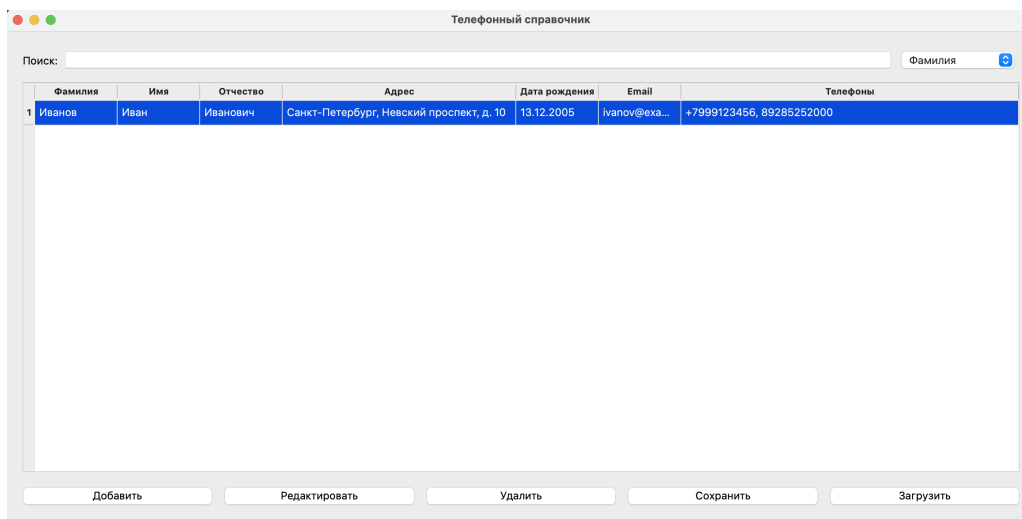 Телефонный справочник
Поиск: Фамилия
Фамилия Имя Отчество Адрес Дата рождения Email Телефоны
1 Иванов Иван Иванович Санкт-Петербург, Невский проспект, д. 10 13.12.2005 ivanov@exa... +7999123456, 89285252000
Добавить Редактировать Удалить Сохранить Загрузить